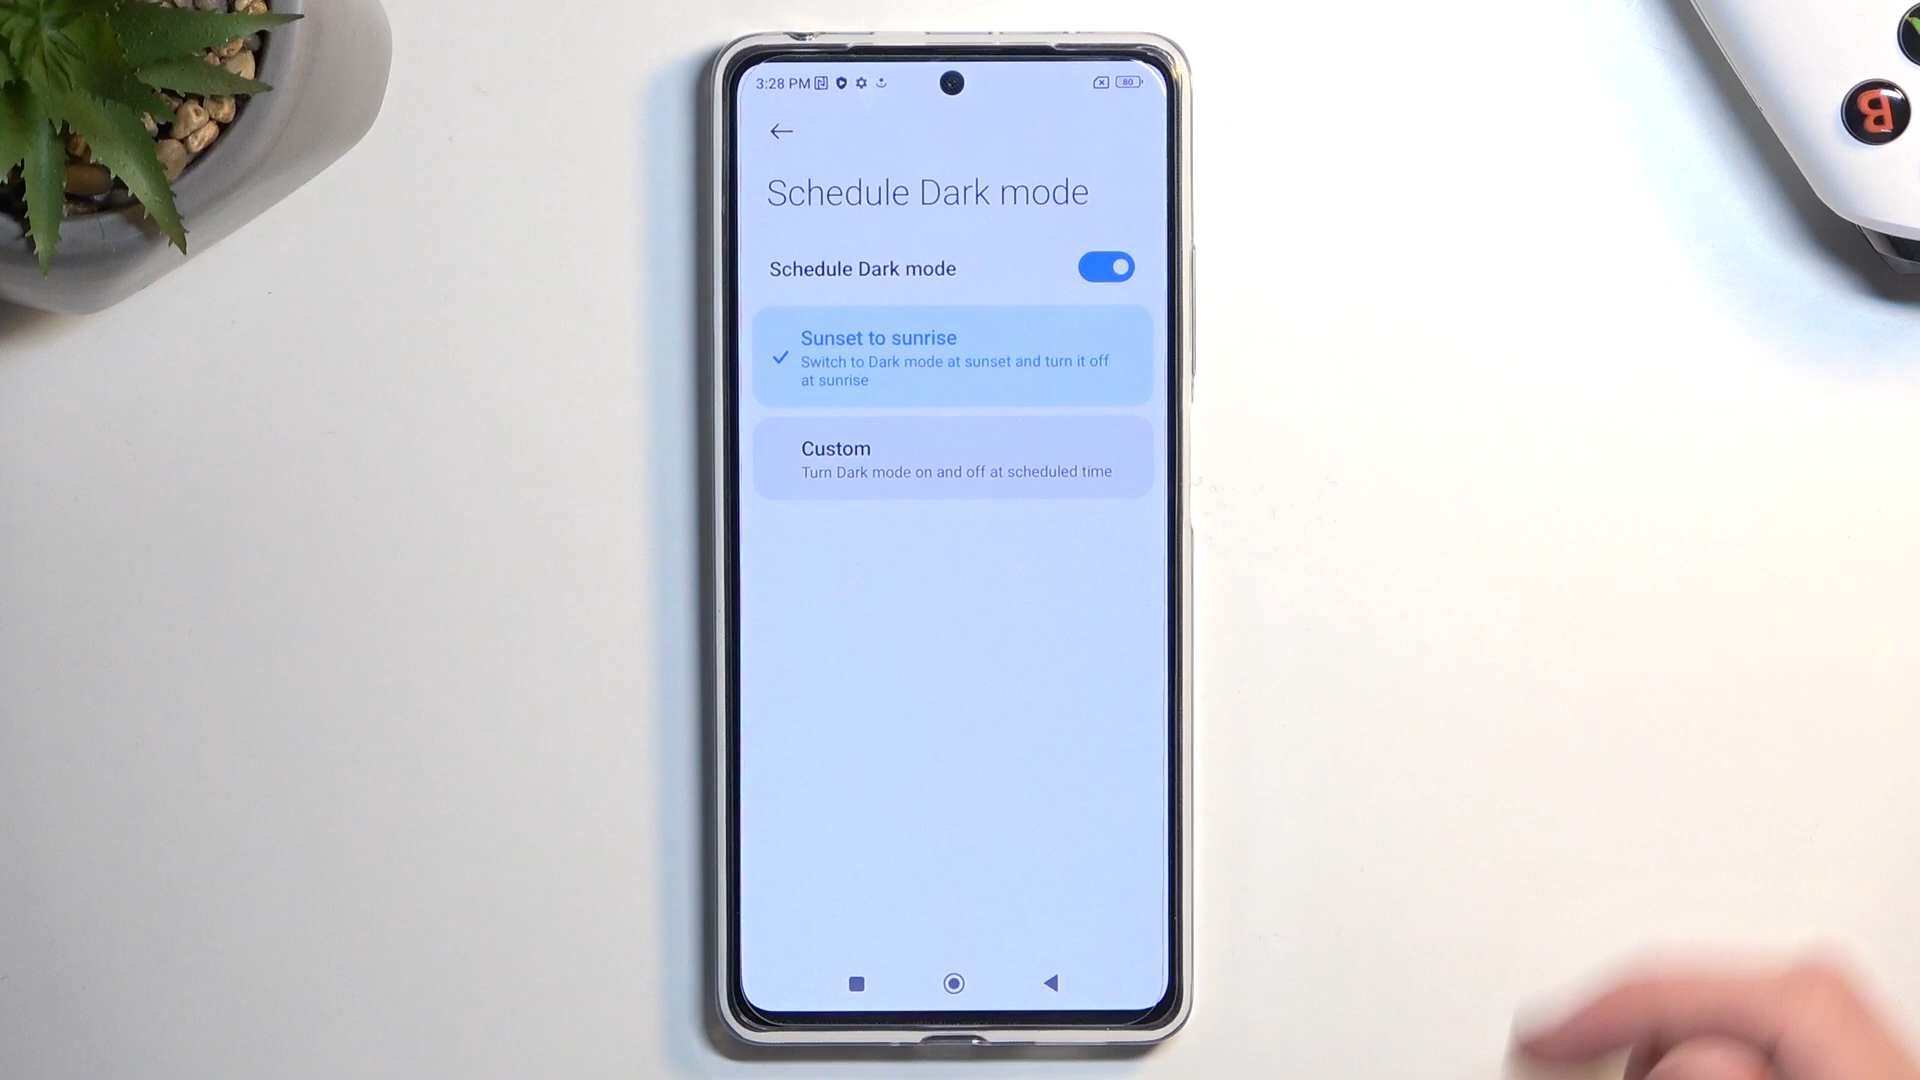 3:28 PM
80
Schedule Dark mode
Schedule Dark mode
Sunset to sunrise
Switch to Dark mode at sunset and turn it off
at sunrise
Custom
Turn Dark mode on and off at scheduled time
B